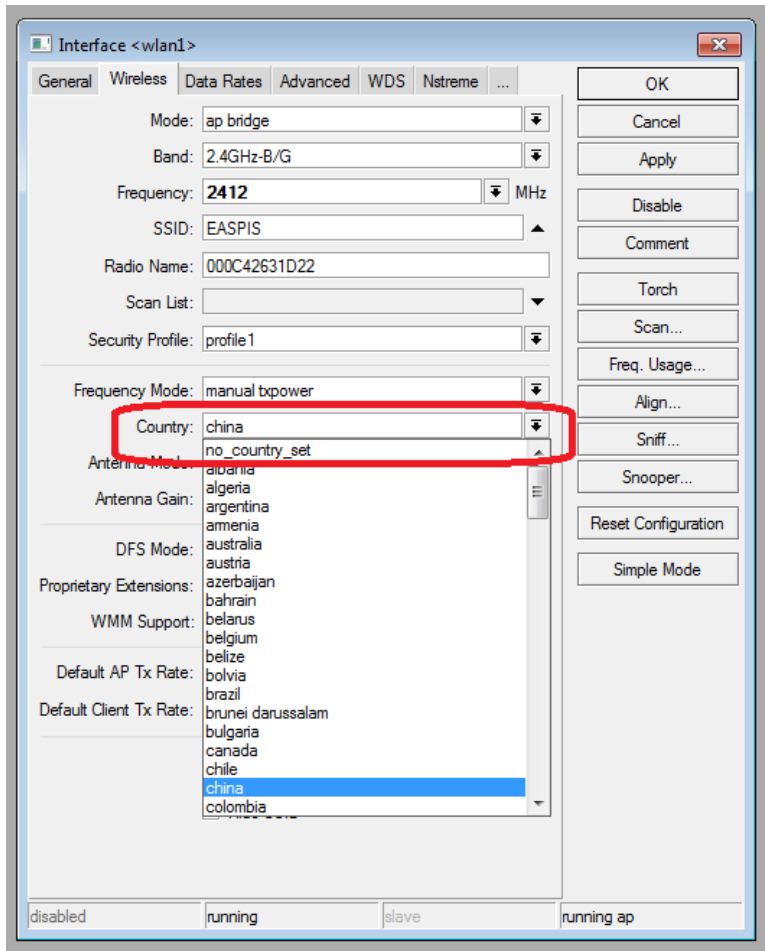 Interface <wlan1>
General Wireless Data Rates Advanced WDS Nstreme ...
Mode: ap bridge
Band: 2.4GHz-B/G
Frequency: 2412 MHz
SSID: EASPIS
Radio Name: 000C42631D22
Scan List:
Security Profile: profile1
Frequency Mode: manual txpower
Country: china
no_country_set
albania
algeria
argentina
armenia
australia
austria
azerbaijan
bahrain
belarus
belgium
belize
bolvia
brazil
brunei darussalam
bulgaria
canada
chile
china
colombia
Antenna Mode:
Antenna Gain:
DFS Mode:
Proprietary Extensions:
WMM Support:
Default AP Tx Rate:
Default Client Tx Rate:
OK
Cancel
Apply
Disable
Comment
Torch
Scan...
Freq. Usage...
Align...
Sniff...
Snooper...
Reset Configuration
Simple Mode
disabled running slave running ap